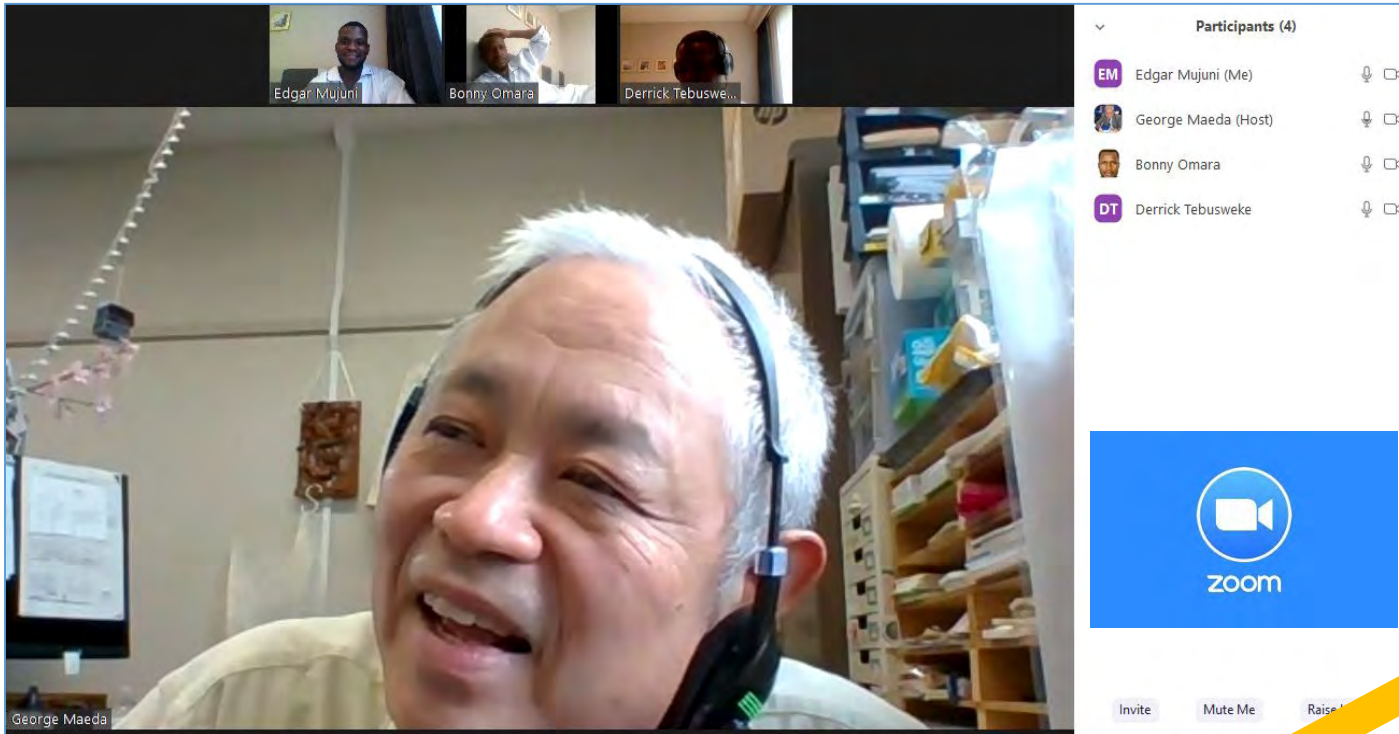 Edgar Mujuni
Bonny Omara
Derrick Tebuswe...
George Maeda
Participants (4)
EM Edgar Mujuni (Me)
George Maeda (Host)
Bonny Omara
DT Derrick Tebusweke
zoom
Invite Mute Me Raise